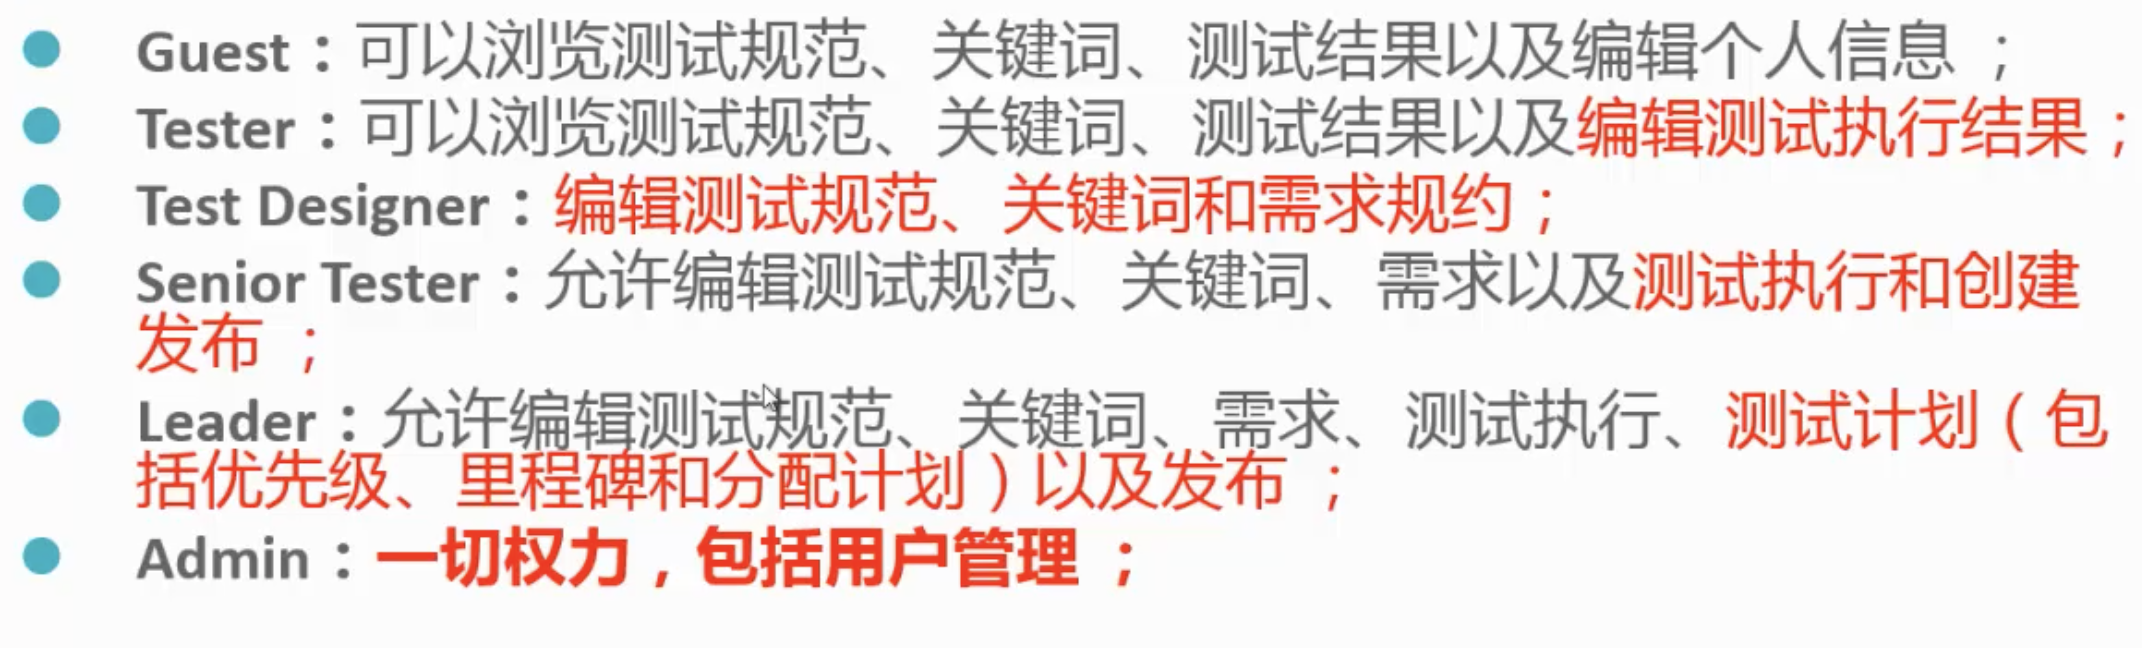 Guest：可以浏览测试规范、关键词、测试结果以及编辑个人信息 ；
Tester：可以浏览测试规范、关键词、测试结果以及编辑测试执行结果；
Test Designer：编辑测试规范、关键词和需求规约；
Senior Tester：允许编辑测试规范、关键词、需求以及测试执行和创建
发布 ；
Leader：允许编辑测试规范、关键词、需求、测试执行、测试计划（包
括优先级、里程碑和分配计划）以及发布 ；
Admin：一切权力，包括用户管理 ；